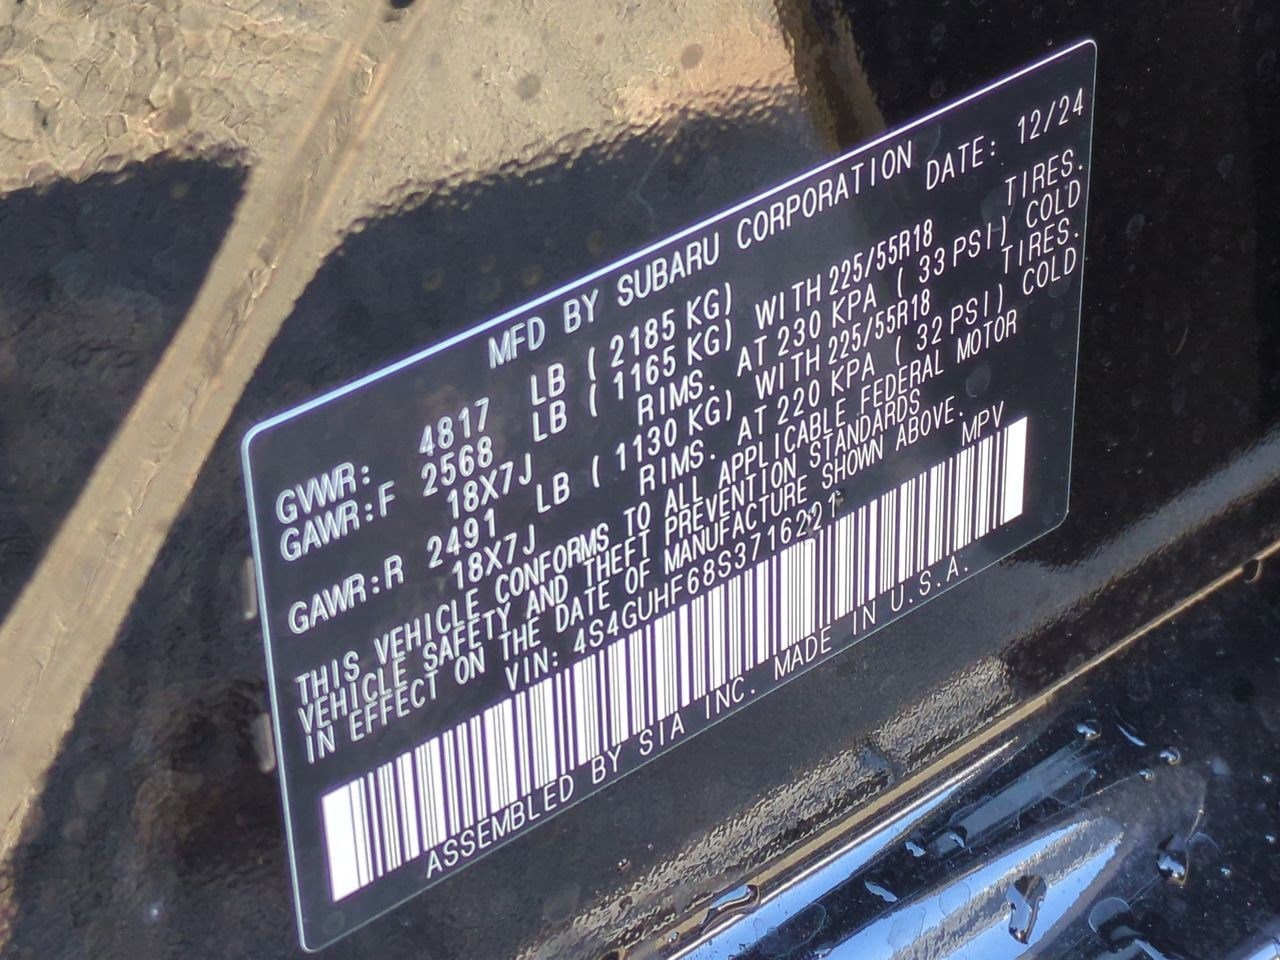 MFD BY SUBARU CORPORATION DATE: 12/24
GVWR: 4817 LB ( 2185 KG)
GAWR:F 2568 LB ( 1165 KG) WITH 225/55R18 TIRES.
18X7J RIMS. AT 230 KPA ( 33 PSI) COLD
GAWR:R 2491 LB ( 1130 KG) WITH 225/55R18 TIRES.
18X7J RIMS. AT 220 KPA ( 32 PSI) COLD
THIS VEHICLE CONFORMS TO ALL APPLICABLE FEDERAL MOTOR
VEHICLE SAFETY AND THEFT PREVENTION STANDARDS
IN EFFECT ON THE DATE OF MANUFACTURE SHOWN ABOVE.
VIN: 4S4GUHF68S3716221 MPV
ASSEMBLED BY SIA INC. MADE IN U.S.A.